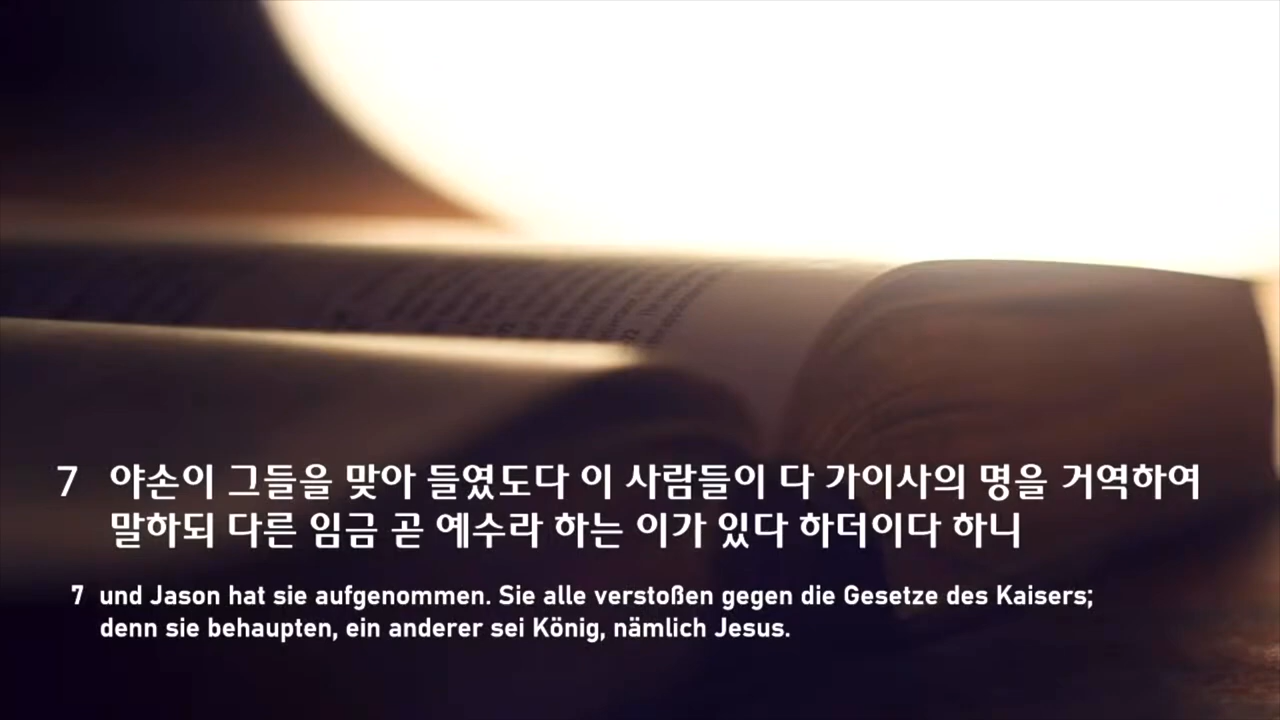 7 야손이 그들을 맞아 들였도다 이 사람들이 다 가이사의 명을 거역하여
말하되 다른 임금 곧 예수라 하는 이가 있다 하더이다 하니
7 und Jason hat sie aufgenommen. Sie alle verstoßen gegen die Gesetze des Kaisers;
denn sie behaupten, ein anderer sei König, nämlich Jesus.